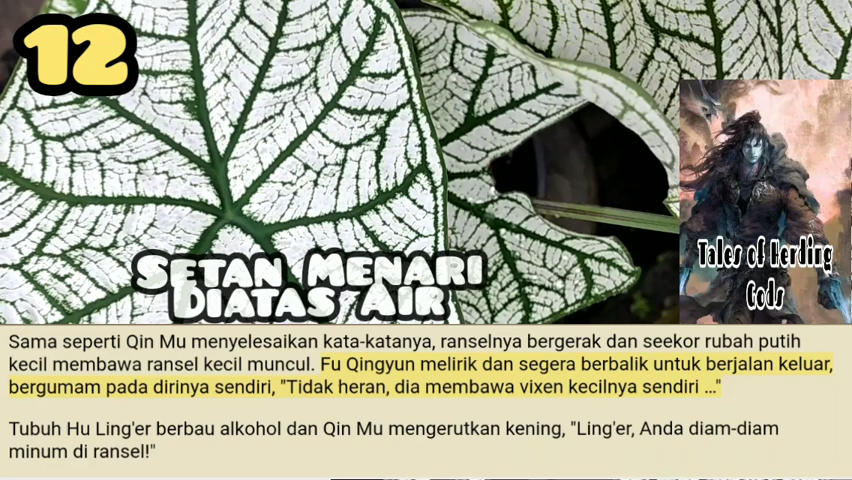 12
SETAN MENARI
DIATAS AIR
Tales of Herding
Gods
Sama seperti Qin Mu menyelesaikan kata-katanya, ranselnya bergerak dan seekor rubah putih
kecil membawa ransel kecil muncul. Fu Qingyun melirik dan segera berbalik untuk berjalan keluar,
bergumam pada dirinya sendiri, "Tidak heran, dia membawa vixen kecilnya sendiri ..."
Tubuh Hu Ling'er berbau alkohol dan Qin Mu mengerutkan kening, "Ling'er, Anda diam-diam
minum di ransel!"